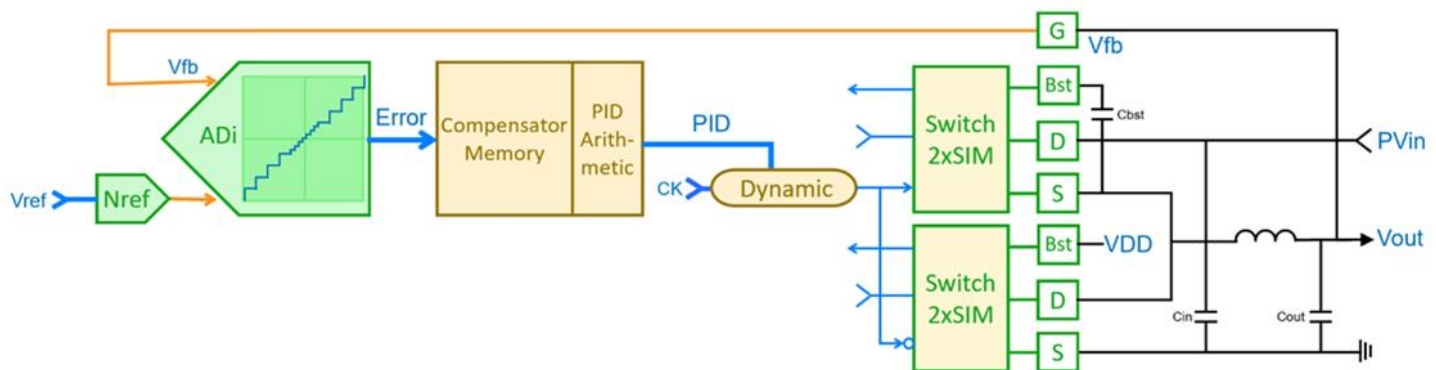 G
Vfb
Vfb
ADi
Error
Compensator
Memory
PID
Arith-
metic
PID
CK
Dynamic
Vref
Nref
Switch
2xSIM
Bst
Cbst
D
PVin
S
Switch
2xSIM
Bst
VDD
Vout
D
Cin
Cout
S